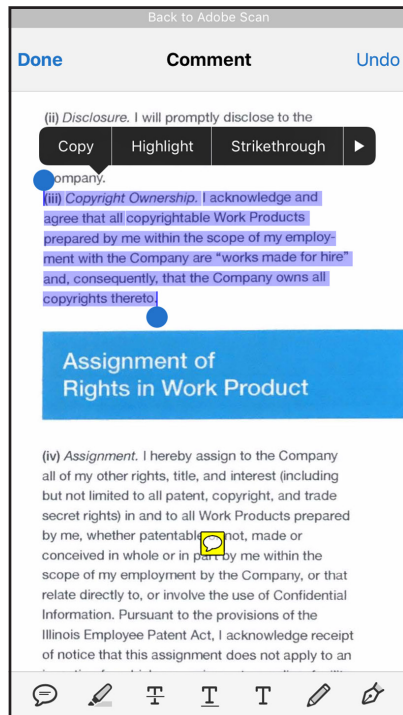 Back to Adobe Scan
Done
Comment
Undo
(ii) Disclosure. I will promptly disclose to the
Copy
Highlight
Strikethrough
ompany.
(iii) Copyright Ownership. I acknowledge and
agree that all copyrightable Work Products
prepared by me within the scope of my employ-
ment with the Company are “works made for hire”
and, consequently, that the Company owns all
copyrights thereto.
Assignment of
Rights in Work Product
(iv) Assignment. I hereby assign to the Company
all of my other rights, title, and interest (including
but not limited to all patent, copyright, and trade
secret rights) in and to all Work Products prepared
by me, whether patentable not, made or
conceived in whole or in part by me within the
scope of my employment by the Company, or that
relate directly to, or involve the use of Confidential
Information. Pursuant to the provisions of the
Illinois Employee Patent Act, I acknowledge receipt
of notice that this assignment does not apply to an
T
T
T